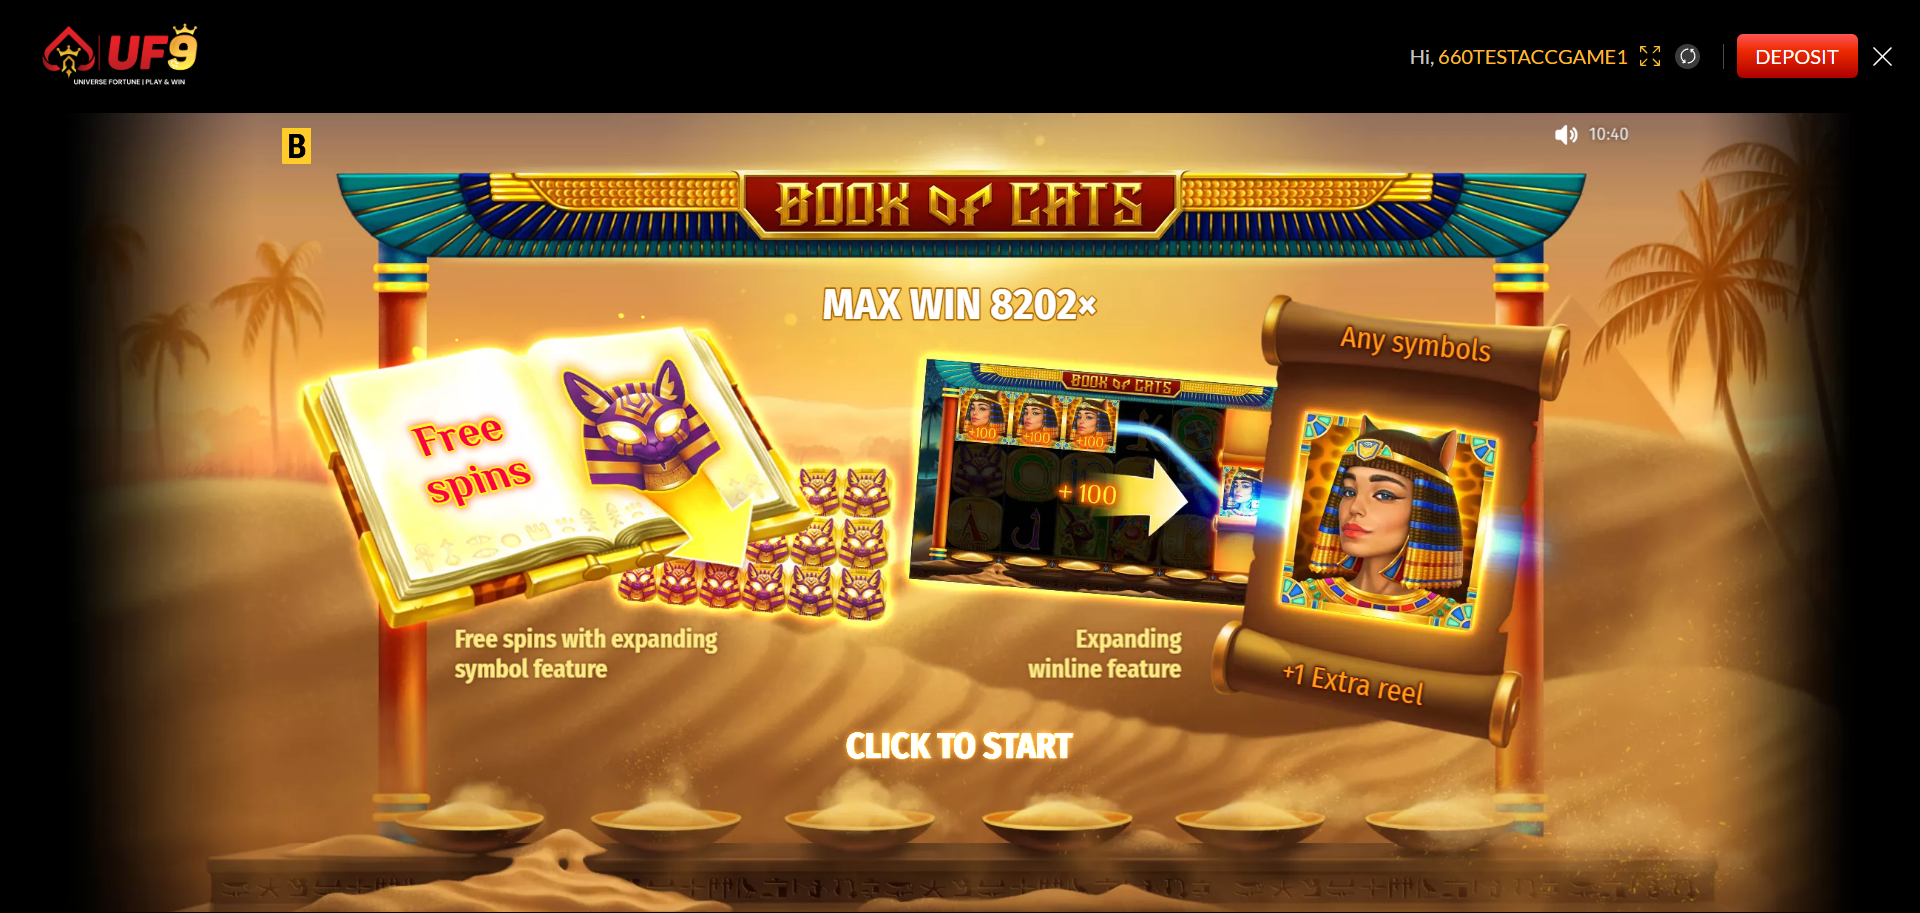 UF9
UNIVERSE FORTUNE | PLAY & WIN
Hi, 660TESTACCGAME1
DEPOSIT
B
10:40
BOOK OF CATS
MAX WIN 8202×
Free
spins
BOOK OF CATS
+100
+100
+100
+100
Any symbols
+1 Extra reel
Free spins with expanding
symbol feature
Expanding
winline feature
CLICK TO START